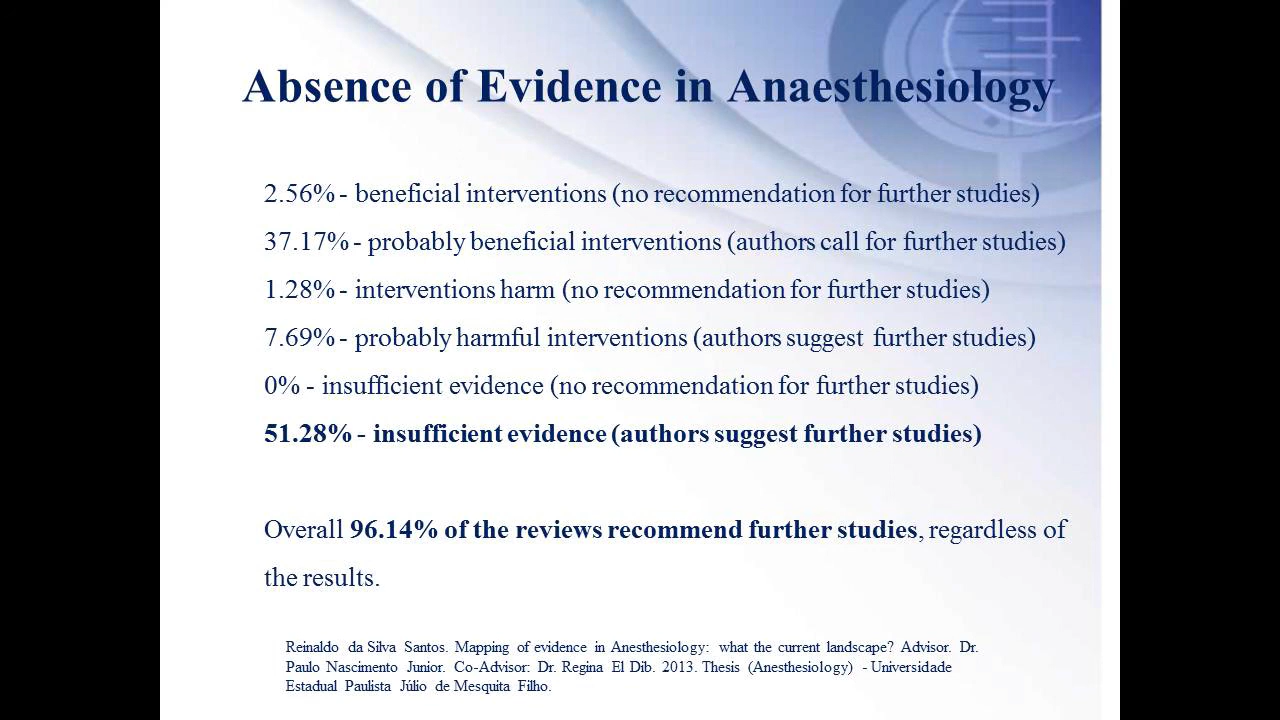 Absence of Evidence in Anaesthesiology
2.56% - beneficial interventions (no recommendation for further studies)
37.17% - probably beneficial interventions (authors call for further studies)
1.28% - interventions harm (no recommendation for further studies)
7.69% - probably harmful interventions (authors suggest further studies)
0% - insufficient evidence (no recommendation for further studies)
51.28% - insufficient evidence (authors suggest further studies)
Overall 96.14% of the reviews recommend further studies, regardless of
the results.
Reinaldo da Silva Santos. Mapping of evidence in Anesthesiology: what the current landscape? Advisor. Dr.
Paulo Nascimento Junior. Co-Advisor: Dr. Regina El Dib. 2013. Thesis (Anesthesiology) - Universidade
Estadual Paulista Júlio de Mesquita Filho.